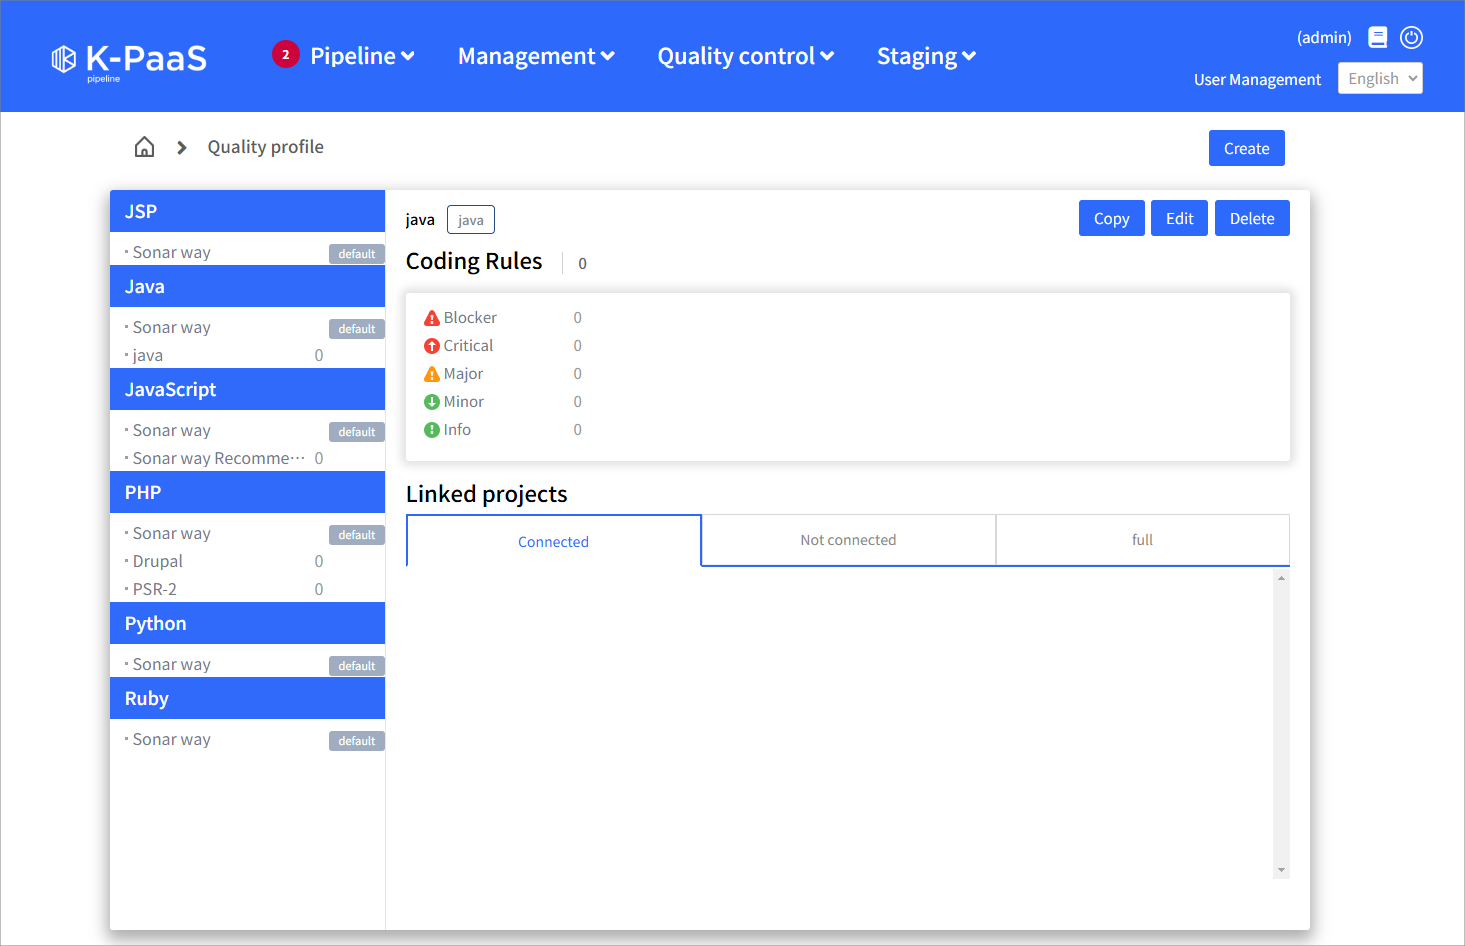 K-PaaS
pipeline
2 Pipeline Management Quality control Staging
(admin)
User Management English
Quality profile
Create
JSP
· Sonar way default
Java
· Sonar way default
· java 0
JavaScript
· Sonar way default
· Sonar way Recomme··· 0
PHP
· Sonar way default
· Drupal 0
· PSR-2 0
Python
· Sonar way default
Ruby
· Sonar way default
java java
Copy Edit Delete
Coding Rules 0
Blocker 0
Critical 0
Major 0
Minor 0
Info 0
Linked projects
Connected Not connected full